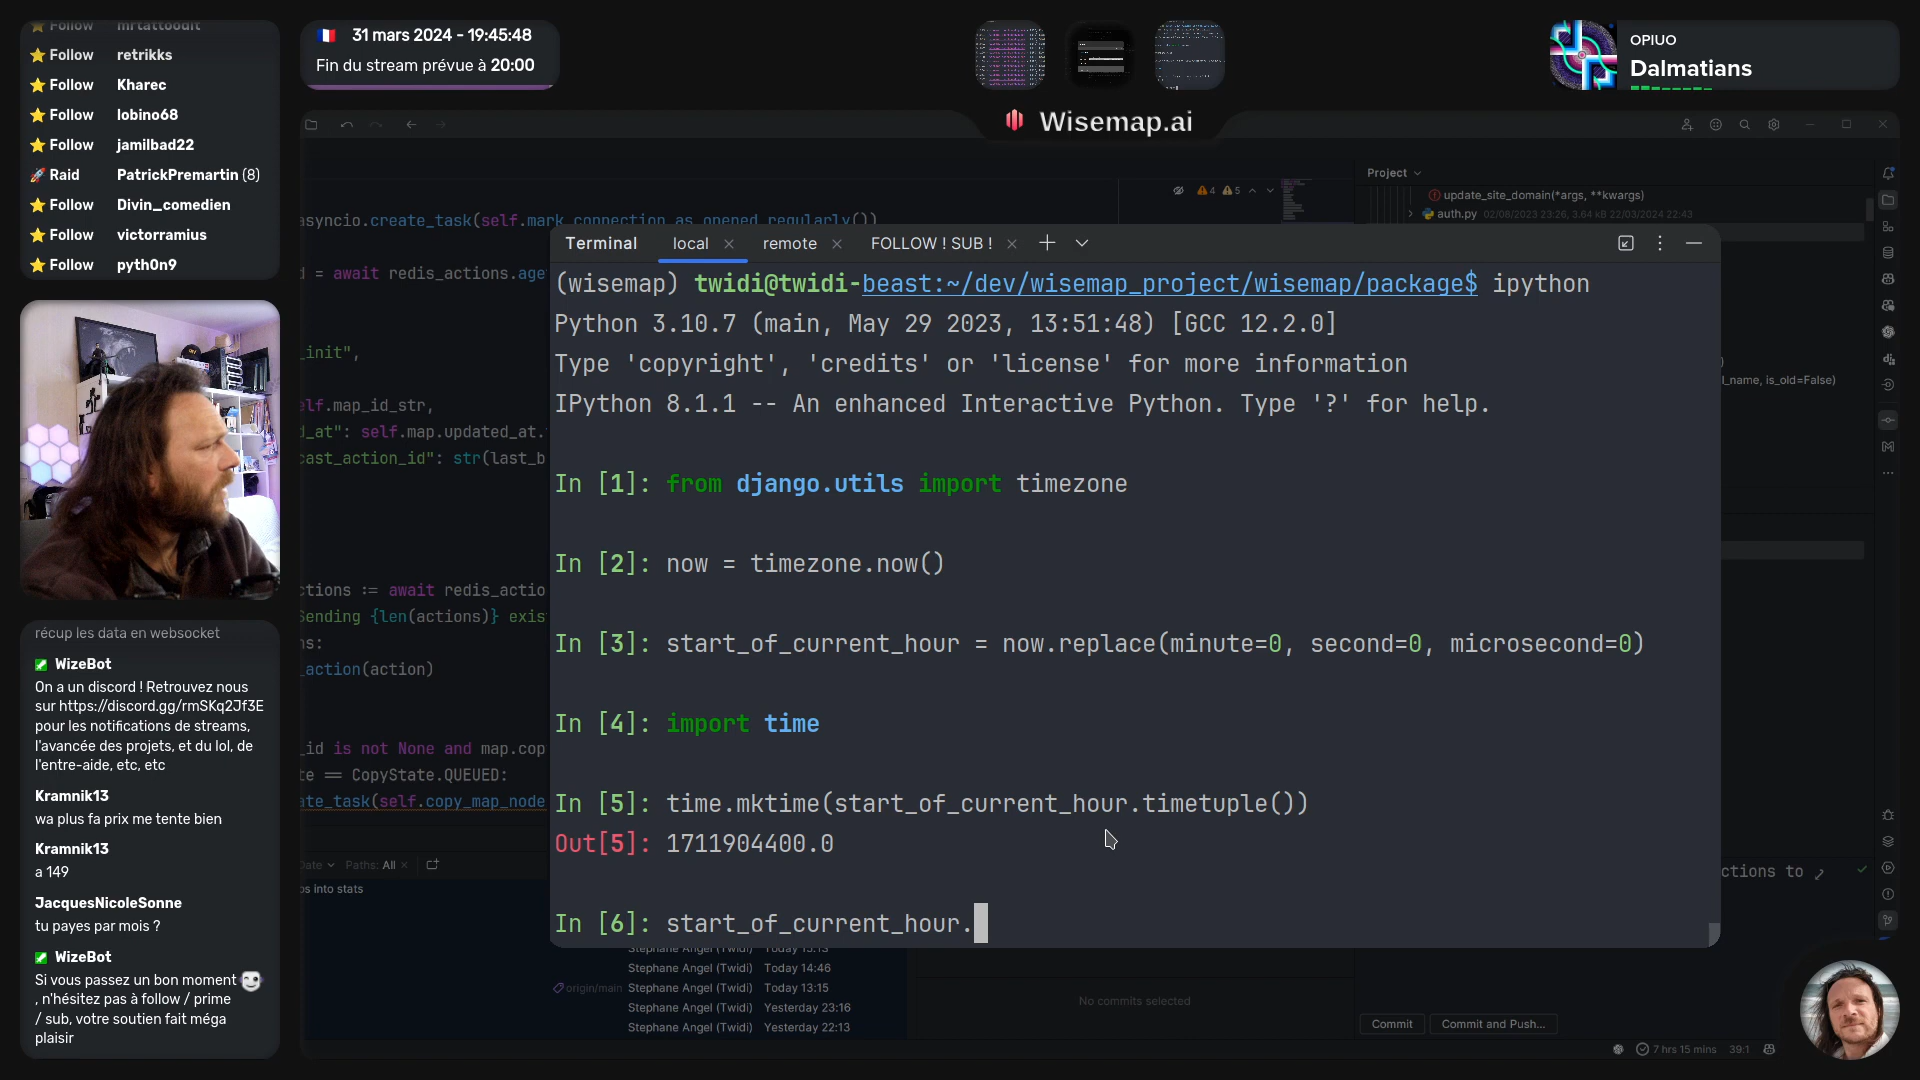 Follow mrtattoodit
Follow retrikks
Follow Kharec
Follow lobino68
Follow jamilbad22
Raid PatrickPremartin (8)
Follow Divin_comedien
Follow victorramius
Follow pyth0n9
31 mars 2024 - 19:45:48
Fin du stream prévue à 20:00
OPIUO
Dalmatians
Wisemap.ai
4 5
Project
update_site_domain(*args, **kwargs)
auth.py 02/08/2023 23:26, 3.64 kB 22/03/2024 22:43
asyncio.create_task(self.mark_connection_as_opened_regularly())
= await redis_actions.age
_init",
elf.map_id_str,
d_at": self.map.updated_at.
cast_action_id": str(last_b
ctions := await redis_actio
Sending {len(actions)} exis
ns:
_action(action)
_id is not None and map.cop
te == CopyState.QUEUED:
ate_task(self.copy_map_node
l_name, is_old=False)
Terminal local remote FOLLOW ! SUB !
(wisemap) twidi@twidi-beast:~/dev/wisemap_project/wisemap/package$ ipython
Python 3.10.7 (main, May 29 2023, 13:51:48) [GCC 12.2.0]
Type 'copyright', 'credits' or 'license' for more information
IPython 8.1.1 -- An enhanced Interactive Python. Type '?' for help.
In [1]: from django.utils import timezone
In [2]: now = timezone.now()
In [3]: start_of_current_hour = now.replace(minute=0, second=0, microsecond=0)
In [4]: import time
In [5]: time.mktime(start_of_current_hour.timetuple())
Out[5]: 1711904400.0
In [6]: start_of_current_hour.
récup les data en websocket
WizeBot
On a un discord ! Retrouvez nous
sur https://discord.gg/rmSKq2Jf3E
pour les notifications de streams,
l'avancée des projets, et du lol, de
l'entre-aide, etc, etc
Kramnik13
wa plus fa prix me tente bien
Kramnik13
a 149
JacquesNicoleSonne
tu payes par mois ?
WizeBot
Si vous passez un bon moment
, n'hésitez pas à follow / prime
/ sub, votre soutien fait méga
plaisir
Date Paths: All
ps into stats
ctions to
Stephane Angel (Twidi) Today 15:13
Stephane Angel (Twidi) Today 14:46
origin/main Stephane Angel (Twidi) Today 13:15
Stephane Angel (Twidi) Yesterday 23:16
Stephane Angel (Twidi) Yesterday 22:13
No commits selected
Commit Commit and Push...
7 hrs 15 mins 39:1